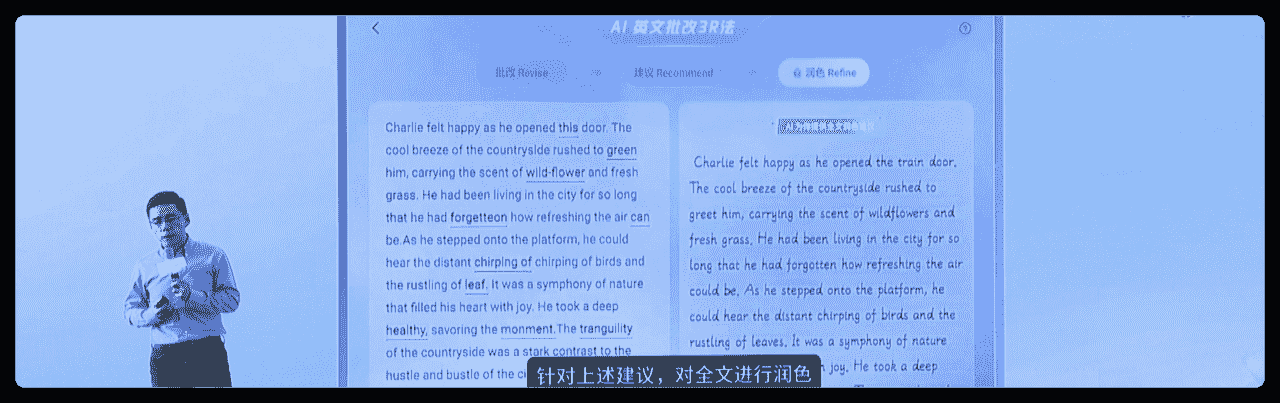 AI 英文批改3R法
批改 Revise
建议 Recommend
润色 Refine
Charlie felt happy as he opened this door. The
cool breeze of the countryside rushed to green
him, carrying the scent of wild-flower and fresh
grass. He had been living in the city for so long
that he had forgetteon how refreshing the air can
be.As he stepped onto the platform, he could
hear the distant chirping of chirping of birds and
the rustling of leaf. It was a symphony of nature
that filled his heart with joy. He took a deep
healthy, savoring the monment.The tranguility
of the countryside was a stark contrast to the
hustle and bustle of the
Charlie felt happy as he opened the train door.
The cool breeze of the countryside rushed to
greet him, carrying the scent of wildflowers and
fresh grass. He had been living in the city for so
long that he had forgotten how refreshing the air
could be. As he stepped onto the platform, he
could hear the distant chirping of birds and the
rustling of leaves. It was a symphony of nature
joy. He took a deep
针对上述建议，对全文进行润色